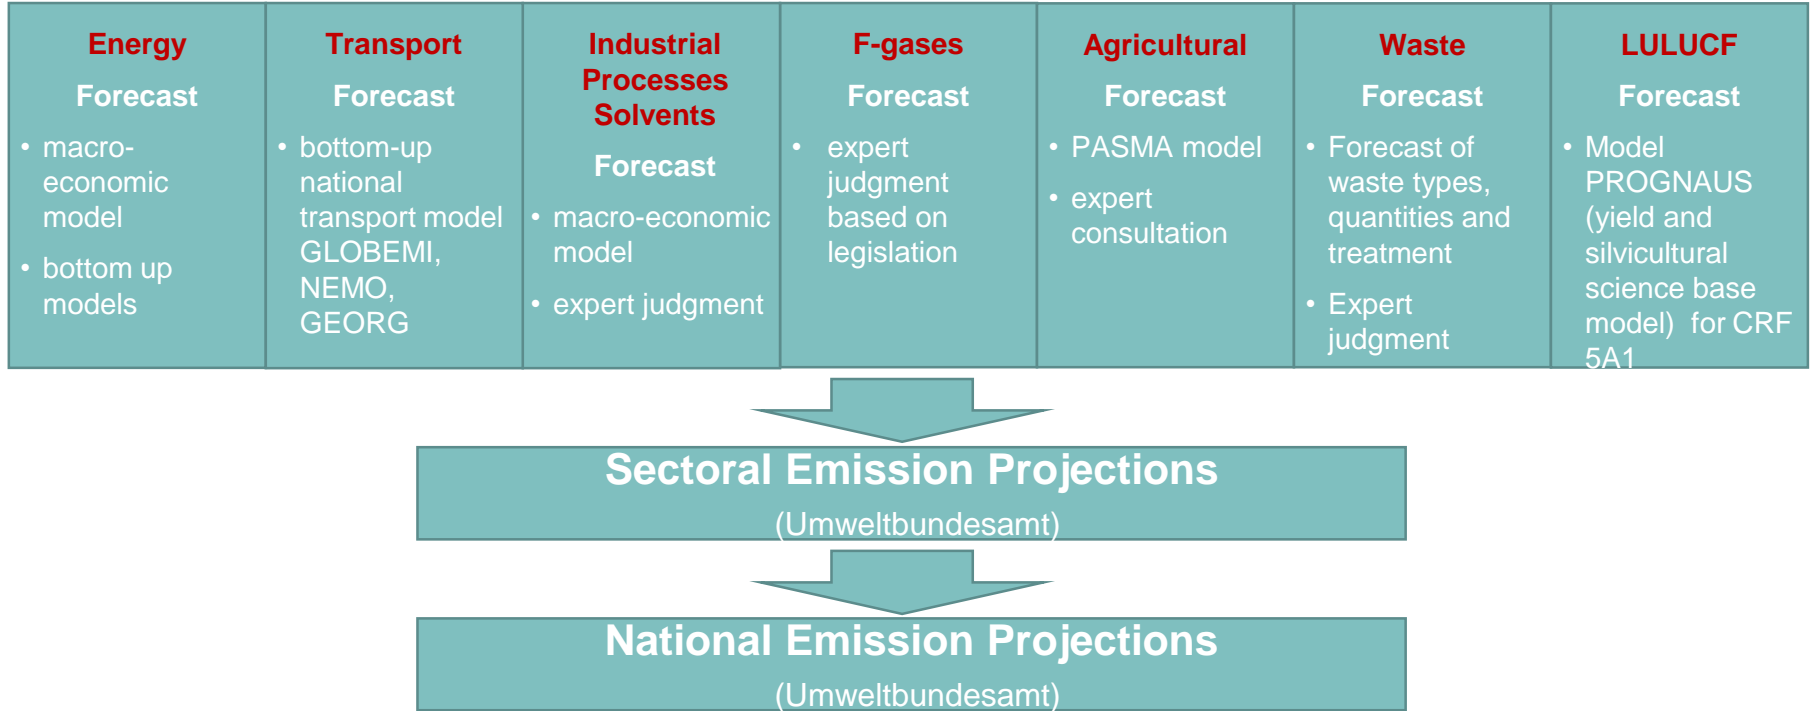 Energy
Forecast
• macro-
economic
model
• bottom up
models
Transport
Forecast
• bottom-up
national
transport model
GLOBEMI,
NEMO,
GEORG
Industrial
Processes
Solvents
Forecast
• macro-economic
model
• expert judgment
F-gases
Forecast
• expert
judgment
based on
legislation
Agricultural
Forecast
• PASMA model
• expert
consultation
Waste
Forecast
• Forecast of
waste types,
quantities and
treatment
• Expert
judgment
LULUCF
Forecast
• Model
PROGNAUS
(yield and
silvicultural
science base
model) for CRF
5A1
Sectoral Emission Projections
(Umweltbundesamt)
National Emission Projections
(Umweltbundesamt)